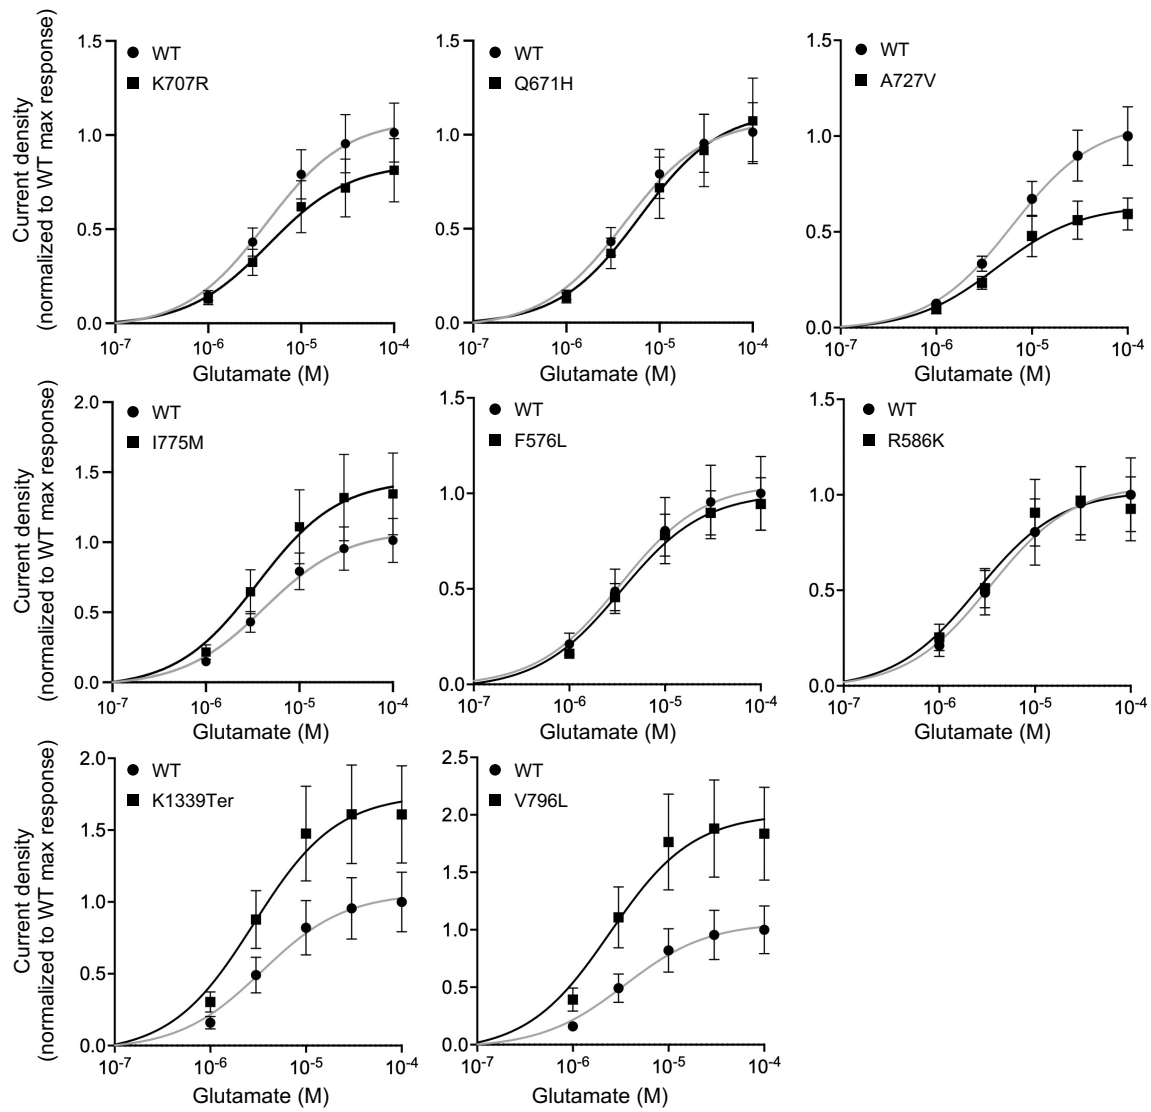 Current density
(normalized to WT max response)
1.5
1.0
0.5
0.0
WT
K707R
10-7
10-6
10-5
10-4
Glutamate (M)
1.5
1.0
0.5
0.0
WT
Q671H
10-7
10-6
10-5
10-4
Glutamate (M)
1.5
1.0
0.5
0.0
WT
A727V
10-7
10-6
10-5
10-4
Glutamate (M)
Current density
(normalized to WT max response)
2.0
1.5
1.0
0.5
0.0
WT
I775M
10-7
10-6
10-5
10-4
Glutamate (M)
1.5
1.0
0.5
0.0
WT
F576L
10-7
10-6
10-5
10-4
Glutamate (M)
1.5
1.0
0.5
0.0
WT
R586K
10-7
10-6
10-5
10-4
Glutamate (M)
Current density
(normalized to WT max response)
2.0
1.5
1.0
0.5
0.0
WT
K1339Ter
10-7
10-6
10-5
10-4
Glutamate (M)
2.5
2.0
1.5
1.0
0.5
0.0
WT
V796L
10-7
10-6
10-5
10-4
Glutamate (M)